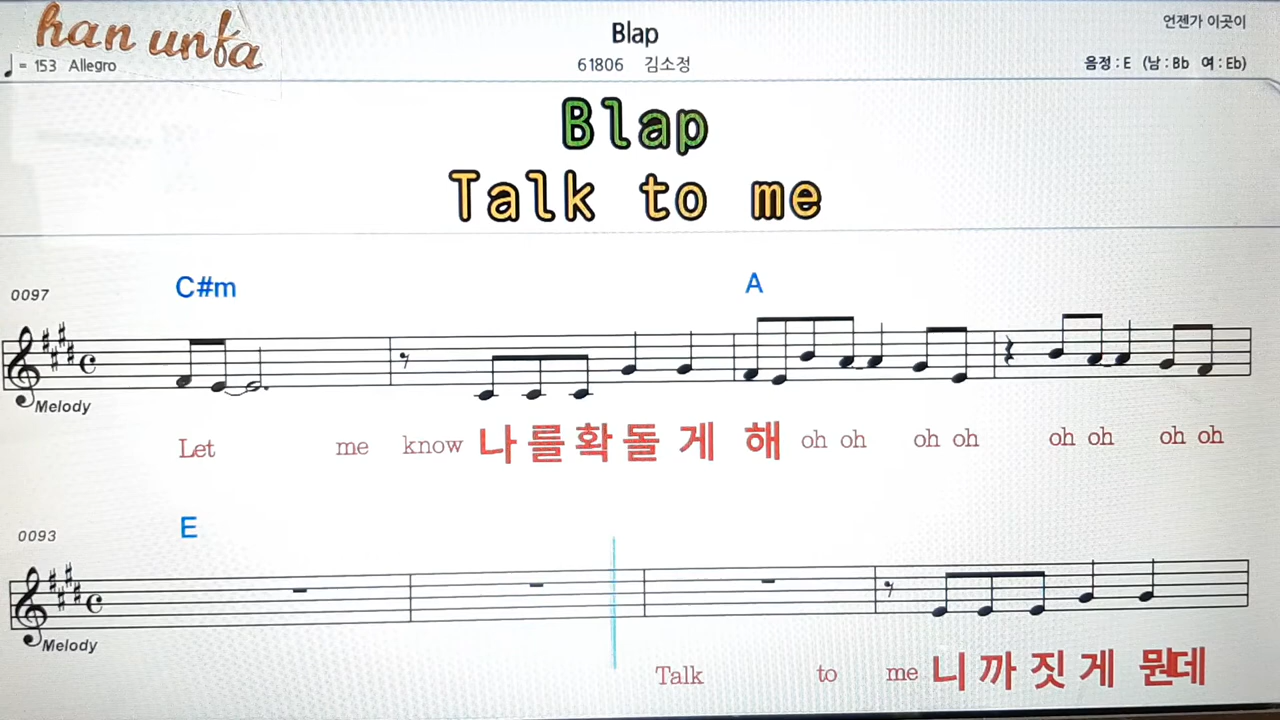 han unfa
Blap
언젠가 이곳이
♩= 153 Allegro
61806 김소정
음정 : E (남 : Bb 여 : Eb)
Blap
Talk to me
C#m A
0097
Melody
Let me know 나 를 확 돌 게 해 oh oh oh oh oh oh oh oh
E
0093
Melody
Talk to me 니 까 짓 게 뭔데